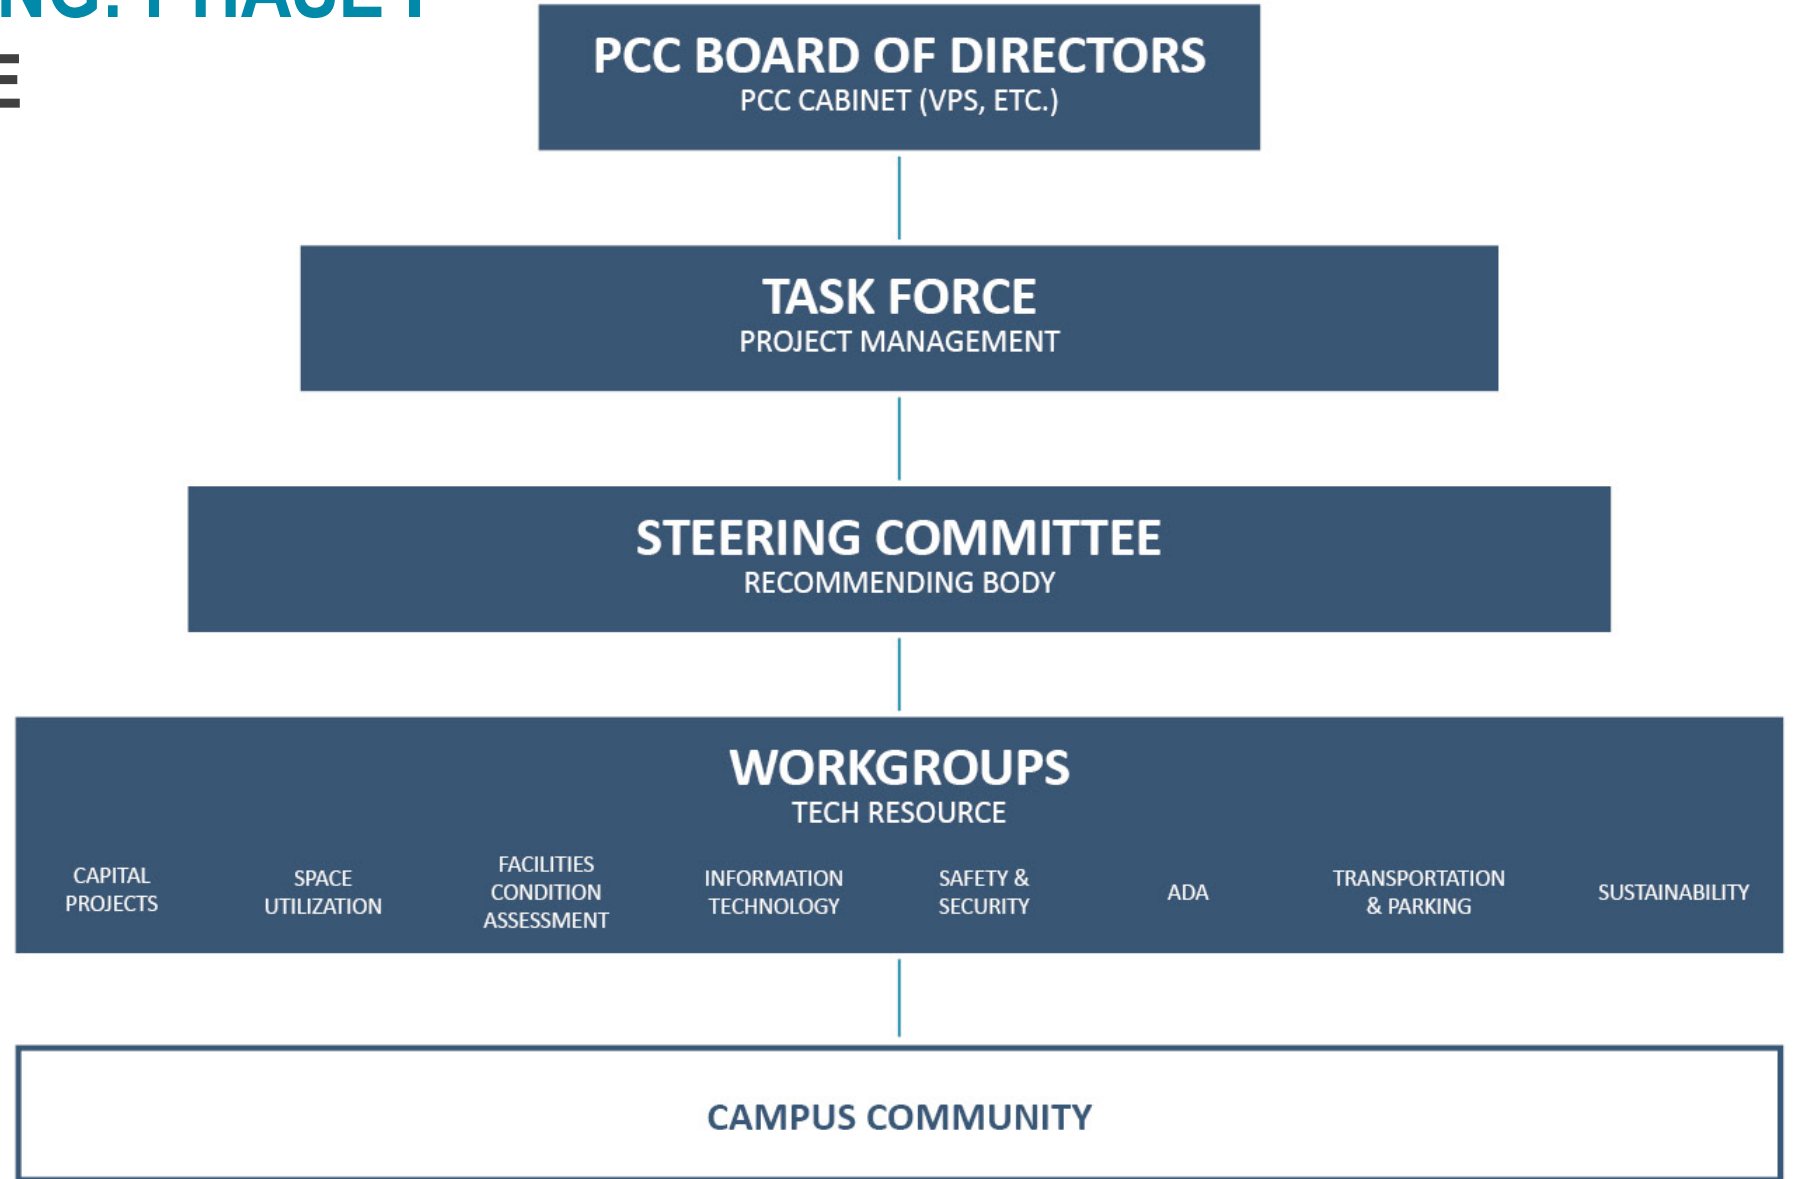 PHASE I
PCC BOARD OF DIRECTORS
PCC CABINET (VPS, ETC.)
TASK FORCE
PROJECT MANAGEMENT
STEERING COMMITTEE
RECOMMENDING BODY
WORKGROUPS
TECH RESOURCE
CAPITAL
PROJECTS
SPACE
UTILIZATION
FACILITIES
CONDITION
ASSESSMENT
INFORMATION
TECHNOLOGY
SAFETY &
SECURITY
ADA
TRANSPORTATION
& PARKING
SUSTAINABILITY
CAMPUS COMMUNITY